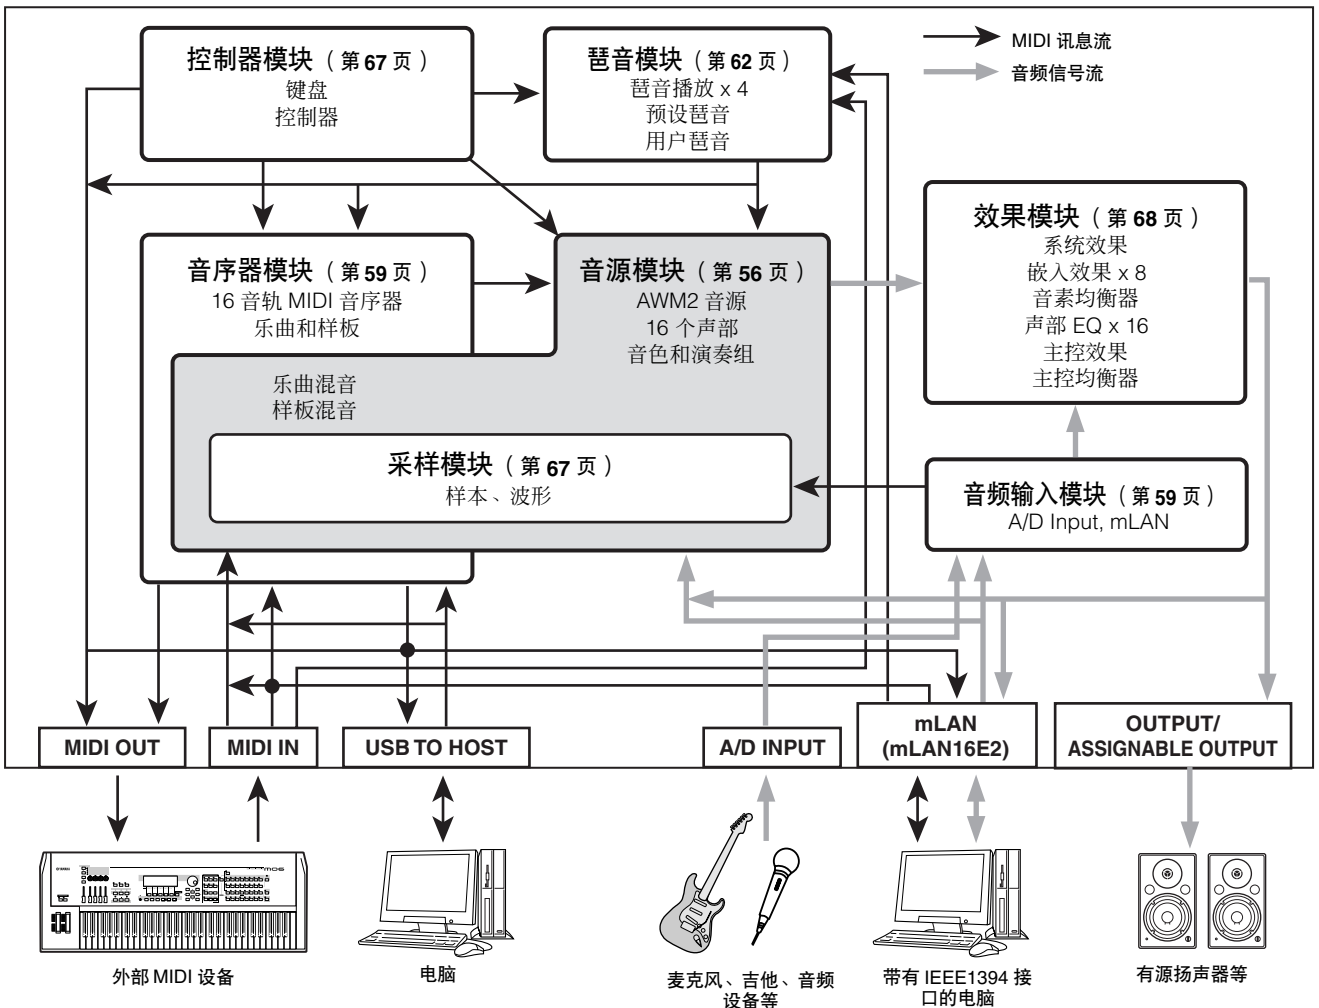 控制器模块（第 67 页）
键盘
控制器
琶音模块（第 62 页）
琶音播放 x 4
预设琶音
用户琶音
MIDI 讯息流
音频信号流
效果模块（第 68 页）
系统效果
嵌入效果 x 8
音素均衡器
声部 EQ x 16
主控效果
主控均衡器
音序器模块（第 59 页）
16 音轨 MIDI 音序器
乐曲和样板
音源模块（第 56 页）
AWM2 音源
16 个声部
音色和演奏组
乐曲混音
样板混音
采样模块（第 67 页）
样本、波形
音频输入模块（第 59 页）
A/D Input, mLAN
MIDI OUT
MIDI IN
USB TO HOST
A/D INPUT
mLAN
(mLAN16E2)
OUTPUT/
ASSIGNABLE OUTPUT
外部 MIDI 设备
电脑
麦克风、吉他、音频
设备等
带有 IEEE1394 接
口的电脑
有源扬声器等